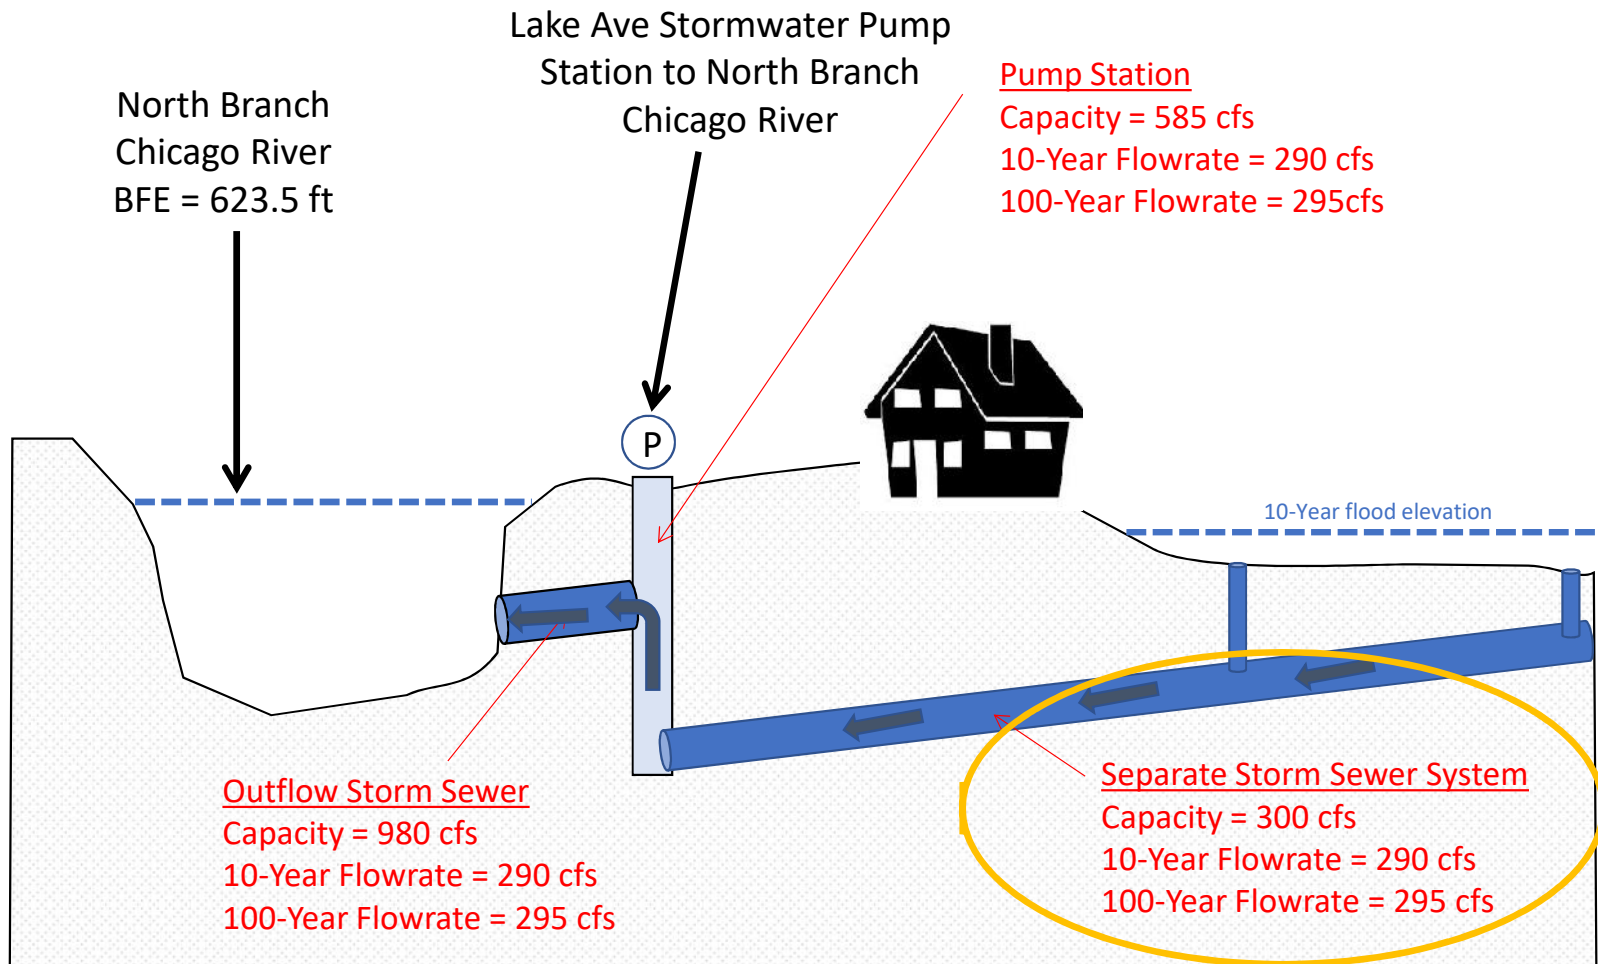 Lake Ave Stormwater Pump
Station to North Branch
Chicago River
North Branch
Chicago River
BFE = 623.5 ft
Pump Station
Capacity = 585 cfs
10-Year Flowrate = 290 cfs
100-Year Flowrate = 295cfs
P
10-Year flood elevation
Outflow Storm Sewer
Capacity = 980 cfs
10-Year Flowrate = 290 cfs
100-Year Flowrate = 295 cfs
Separate Storm Sewer System
Capacity = 300 cfs
10-Year Flowrate = 290 cfs
100-Year Flowrate = 295 cfs